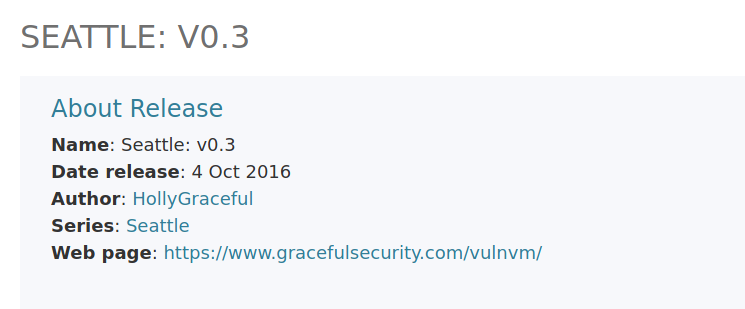 SEATTLE: V0.3
About Release
Name: Seattle: v0.3
Date release: 4 Oct 2016
Author: HollyGraceful
Series: Seattle
Web page: https://www.gracefulsecurity.com/vulnvm/